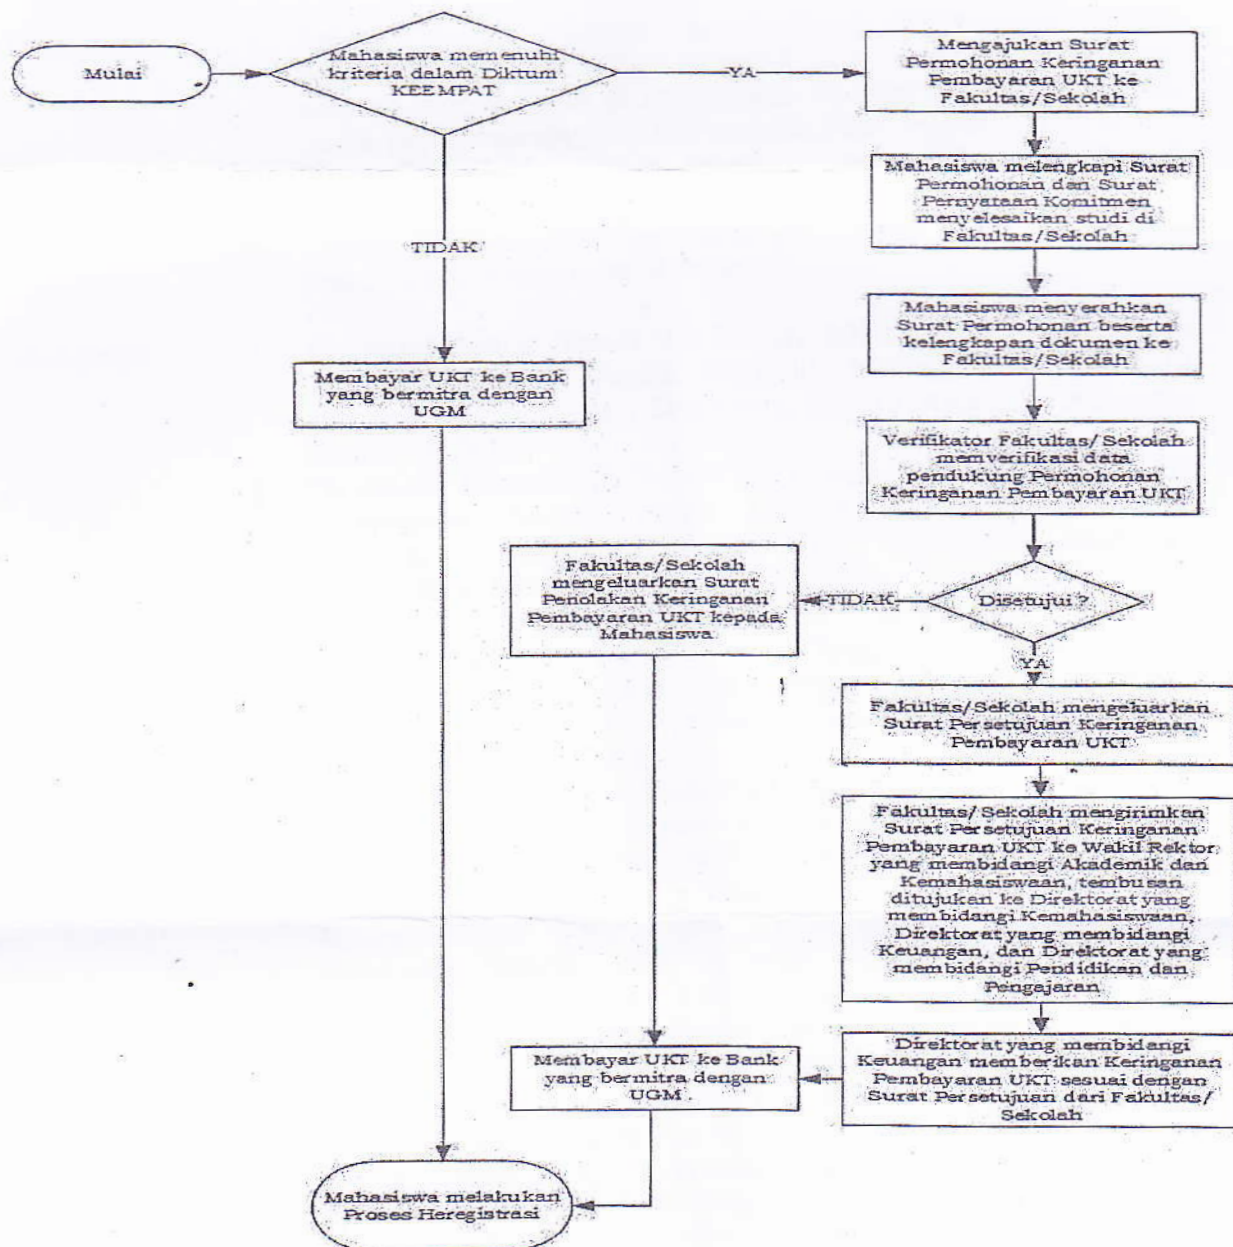 Mulai
Mahasiswa memenuhi
kriteria dalam Diktum
KEEMPAT
YA
Mengajukan Surat
Permohonan Keringanan
Pembayaran UKT ke
Fakultas/Sekolah
Mahasiswa melengkapi Surat
Permohonan dan Surat
Pernyataan Komitmen
menyelesaikan studi di
Fakultas/Sekolah
TIDAK
Mahasiswa menyerahkan
Surat Permohonan beserta
kelengkapan dokumen ke
Fakultas/Sekolah
Membayar UKT ke Bank
yang bermitra dengan
UGM
Verifikator Fakultas/Sekolah
memverifikasi data
pendukung Permohonan
Keringanan Pembayaran UKT
Disetujui ?
TIDAK
Fakultas/Sekolah
mengeluarkan Surat
Penolakan Keringanan
Pembayaran UKT kepada
Mahasiswa
YA
Fakultas/Sekolah mengeluarkan
Surat Persetujuan Keringanan
Pembayaran UKT
Fakultas/Sekolah mengirimkan
Surat Persetujuan Keringanan
Pembayaran UKT ke Wakil Rektor
yang membidangi Akademik dan
Kemahasiswaan, tembusan
ditujukan ke Direktorat yang
membidangi Kemahasiswaan,
Direktorat yang membidangi
Keuangan, dan Direktorat yang
membidangi Pendidikan dan
Pengajaran
Direktorat yang membidangi
Keuangan memberikan Keringanan
Pembayaran UKT sesuai dengan
Surat Persetujuan dari Fakultas/
Sekolah
Membayar UKT ke Bank
yang bermitra dengan
UGM
Mahasiswa melakukan
Proses Heregistrasi